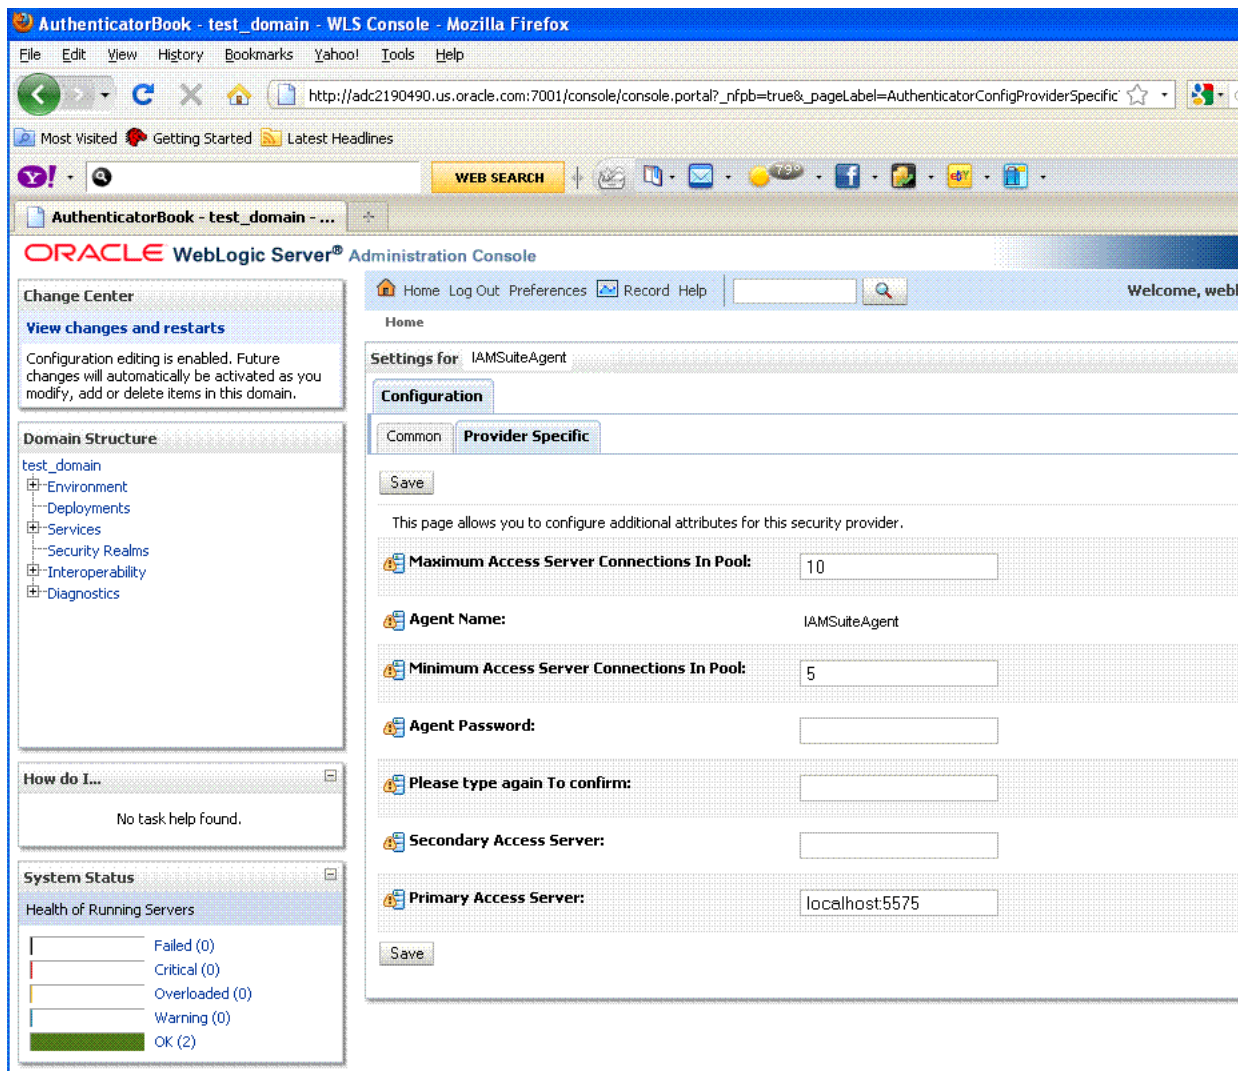 AuthenticatorBook - test_domain - WLS Console - Mozilla Firefox
File Edit View History Bookmarks Yahoo! Tools Help
http://adc2190490.us.oracle.com:7001/console/console.portal?_nfpb=true&_pageLabel=AuthenticatorConfigProviderSpecific
Most Visited Getting Started Latest Headlines
Y! WEB SEARCH 79°
AuthenticatorBook - test_domain - ...
ORACLE WebLogic Server® Administration Console
Change Center
View changes and restarts
Configuration editing is enabled. Future
changes will automatically be activated as you
modify, add or delete items in this domain.
Domain Structure
test_domain
Environment
Deployments
Services
Security Realms
Interoperability
Diagnostics
How do I...
No task help found.
System Status
Health of Running Servers
Failed (0)
Critical (0)
Overloaded (0)
Warning (0)
OK (2)
Home Log Out Preferences Record Help
Welcome, webl
Home
Settings for IAMSuiteAgent
Configuration
Common Provider Specific
Save
This page allows you to configure additional attributes for this security provider.
Maximum Access Server Connections In Pool: 10
Agent Name: IAMSuiteAgent
Minimum Access Server Connections In Pool: 5
Agent Password:
Please type again To confirm:
Secondary Access Server:
Primary Access Server: localhost:5575
Save